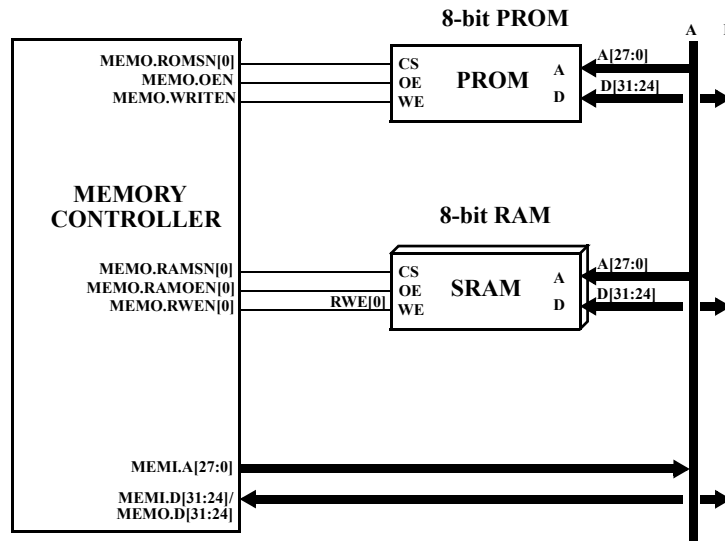 8-bit PROM
A
MEMO.ROMSN[0]
MEMO.OEN
MEMO.WRITEN
CS
OE
WE
PROM
A
D
A[27:0]
D[31:24]
MEMORY
CONTROLLER
8-bit RAM
MEMO.RAMSN[0]
MEMO.RAMOEN[0]
MEMO.RWEN[0]
RWE[0]
CS
OE
WE
SRAM
A
D
A[27:0]
D[31:24]
MEMI.A[27:0]
MEMI.D[31:24]/
MEMO.D[31:24]